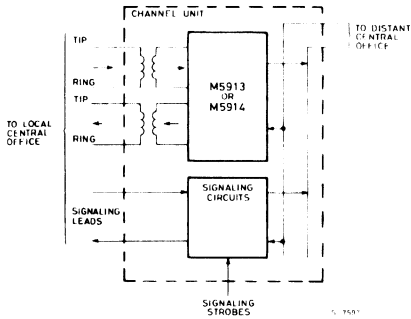 CHANNEL UNIT
TIP
RING
TIP
RING
TO LOCAL
CENTRAL
OFFICE
M5913
OR
M5914
TO DISTANT
CENTRAL
OFFICE
SIGNALING
LEADS
SIGNALING
CIRCUITS
SIGNALING
STROBES